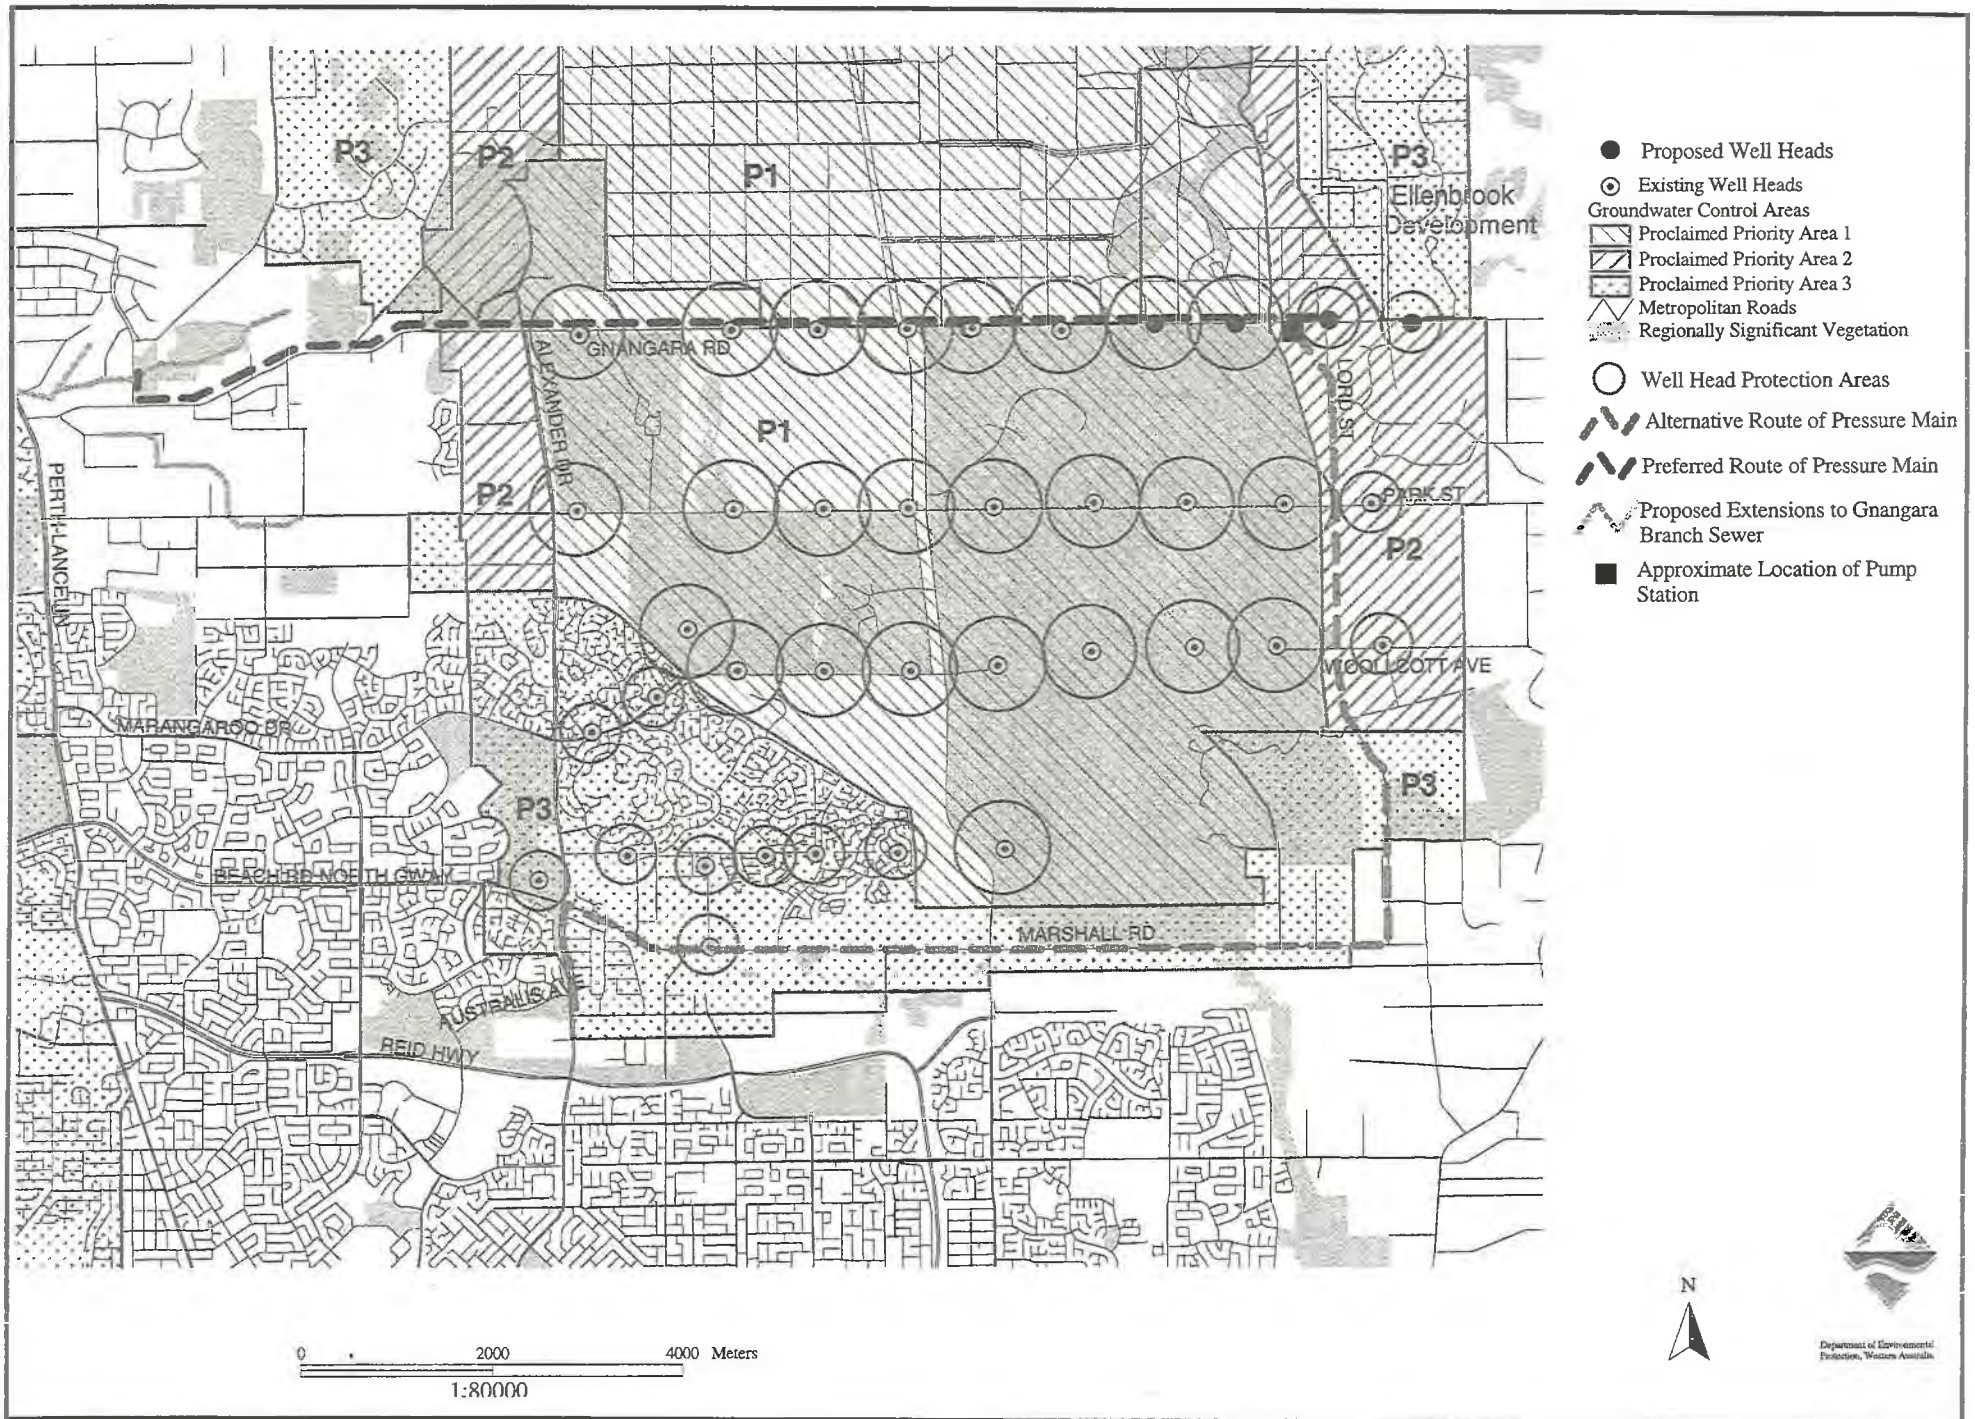 P3
P2
P1
P3
Ellenbrook
Development
GNANGARA RD
ALEXANDER DR
LORD ST
P1
PERTH-LANCELIN
P2
PARK ST
P2
WOOLLCOTT AVE
MARANGAROO DR
P3
P3
BEACH RD-NORTH GWAY
MARSHALL RD
AUSTRALIS AVE
REID HWY
Proposed Well Heads
Existing Well Heads
Groundwater Control Areas
Proclaimed Priority Area 1
Proclaimed Priority Area 2
Proclaimed Priority Area 3
Metropolitan Roads
Regionally Significant Vegetation
Well Head Protection Areas
Alternative Route of Pressure Main
Preferred Route of Pressure Main
Proposed Extensions to Gnangara
Branch Sewer
Approximate Location of Pump
Station
0 2000 4000 Meters
1:80000
N
Department of Environmental
Protection, Western Australia